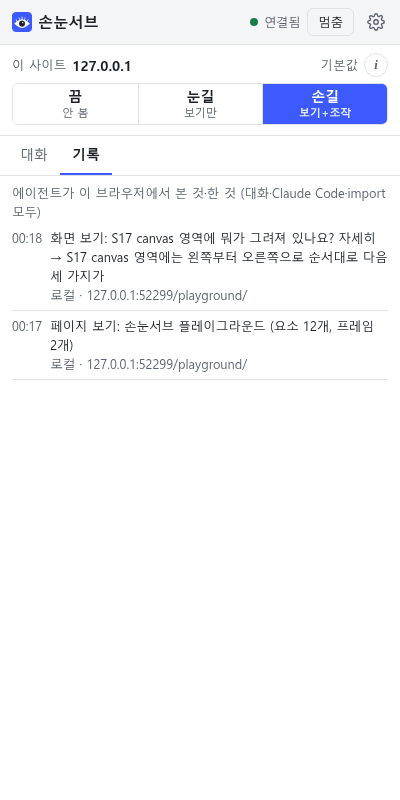 손눈서브
연결됨 멈춤
이 사이트 127.0.0.1 기본값 i
끔 눈길 손길
안 봄 보기만 보기+조작
대화 기록
에이전트가 이 브라우저에서 본 것·한 것 (대화·Claude Code·import
모두)
00:18 화면 보기: S17 canvas 영역에 뭐가 그려져 있나요? 자세히
→ S17 canvas 영역에는 왼쪽부터 오른쪽으로 순서대로 다음
세 가지가
로컬 · 127.0.0.1:52299/playground/
00:17 페이지 보기: 손눈서브 플레이그라운드 (요소 12개, 프레임
2개)
로컬 · 127.0.0.1:52299/playground/